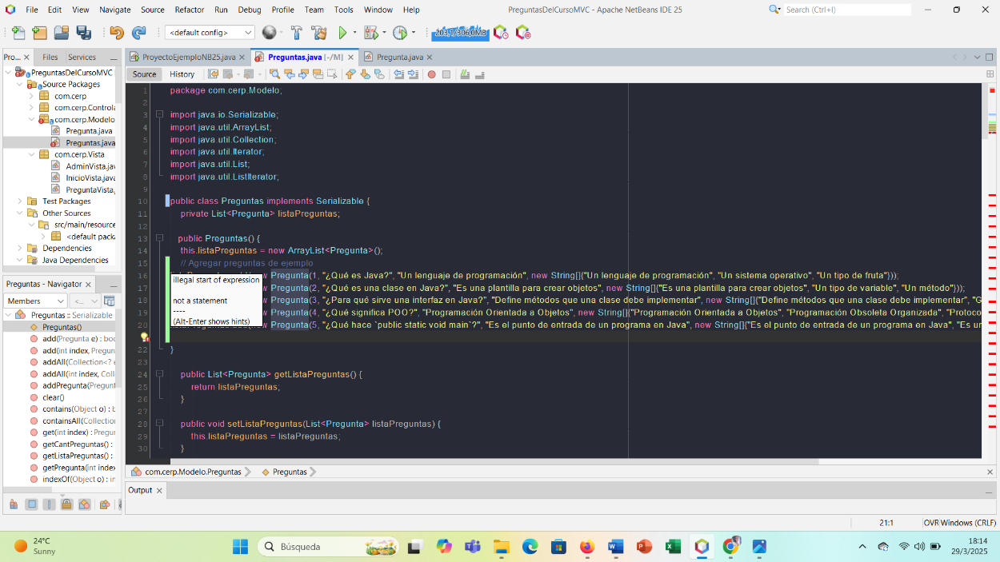 File Edit View Navigate Source Refactor Run Debug Profile Team Tools Window Help
PreguntasDelCursoMVC - Apache NetBeans IDE 25
Search (Ctrl+I)
<default config>
203,1/306,0MB
Pro... Files Services
ProyectoEjemploNB25.java Preguntas.java [-/M] Pregunta.java
Source History
PreguntasDelCursoMVC
Source Packages
com.cerp
com.cerp.Controla
com.cerp.Modelo
Pregunta.java
Preguntas.java
com.cerp.Vista
AdminVista.jav
InicioVista.java
PreguntaVista.
Test Packages
Other Sources
src/main/resource
<default pack
Dependencies
Java Dependencies
Preguntas - Navigator
Members
<...
Preguntas :: Serializable
Preguntas()
add(Pregunta e) : boo
add(int index, Pregun
addAll(Collection<? e
addAll(int index, Coll
addPregunta(Pregunt
clear()
contains(Object o) : b
containsAll(Collection
get(int index) : Pregun
getCantPreguntas() :
getListaPreguntas() :
getPregunta(int index
indexOf(Object o) : in
1 package com.cerp.Modelo;
2
3 import java.io.Serializable;
4 import java.util.ArrayList;
5 import java.util.Collection;
6 import java.util.Iterator;
7 import java.util.List;
8 import java.util.ListIterator;
9
10 public class Preguntas implements Serializable {
11 private List<Pregunta> listaPreguntas;
12
13 public Preguntas() {
14 this.listaPreguntas = new ArrayList<Pregunta>();
15 // Agregar preguntas de ejemplo
16 Pregunta(1, "¿Qué es Java?", "Un lenguaje de programación", new String[]{"Un lenguaje de programación", "Un sistema operativo", "Un tipo de fruta"}));
17 Pregunta(2, "¿Qué es una clase en Java?", "Es una plantilla para crear objetos", new String[]{"Es una plantilla para crear objetos", "Un tipo de variable", "Un método"}));
18 Pregunta(3, "¿Para qué sirve una interfaz en Java?", "Define métodos que una clase debe implementar", new String[]{"Define métodos que una clase debe implementar", "G
19 Pregunta(4, "¿Qué significa POO?", "Programación Orientada a Objetos", new String[]{"Programación Orientada a Objetos", "Programación Obsoleta Organizada", "Protoco
20 Pregunta(5, "¿Qué hace `public static void main`?", "Es el punto de entrada de un programa en Java", new String[]{"Es el punto de entrada de un programa en Java", "Es un
illegal start of expression
not a statement
----
(Alt-Enter shows hints)
22 }
23
24 public List<Pregunta> getListaPreguntas() {
25 return listaPreguntas;
26 }
27
28 public void setListaPreguntas(List<Pregunta> listaPreguntas) {
29 this.listaPreguntas = listaPreguntas;
30 }
com.cerp.Modelo.Preguntas Preguntas
Output
21:1 OVR Windows (CRLF)
24°C
Sunny
Búsqueda
18:14
29/3/2025